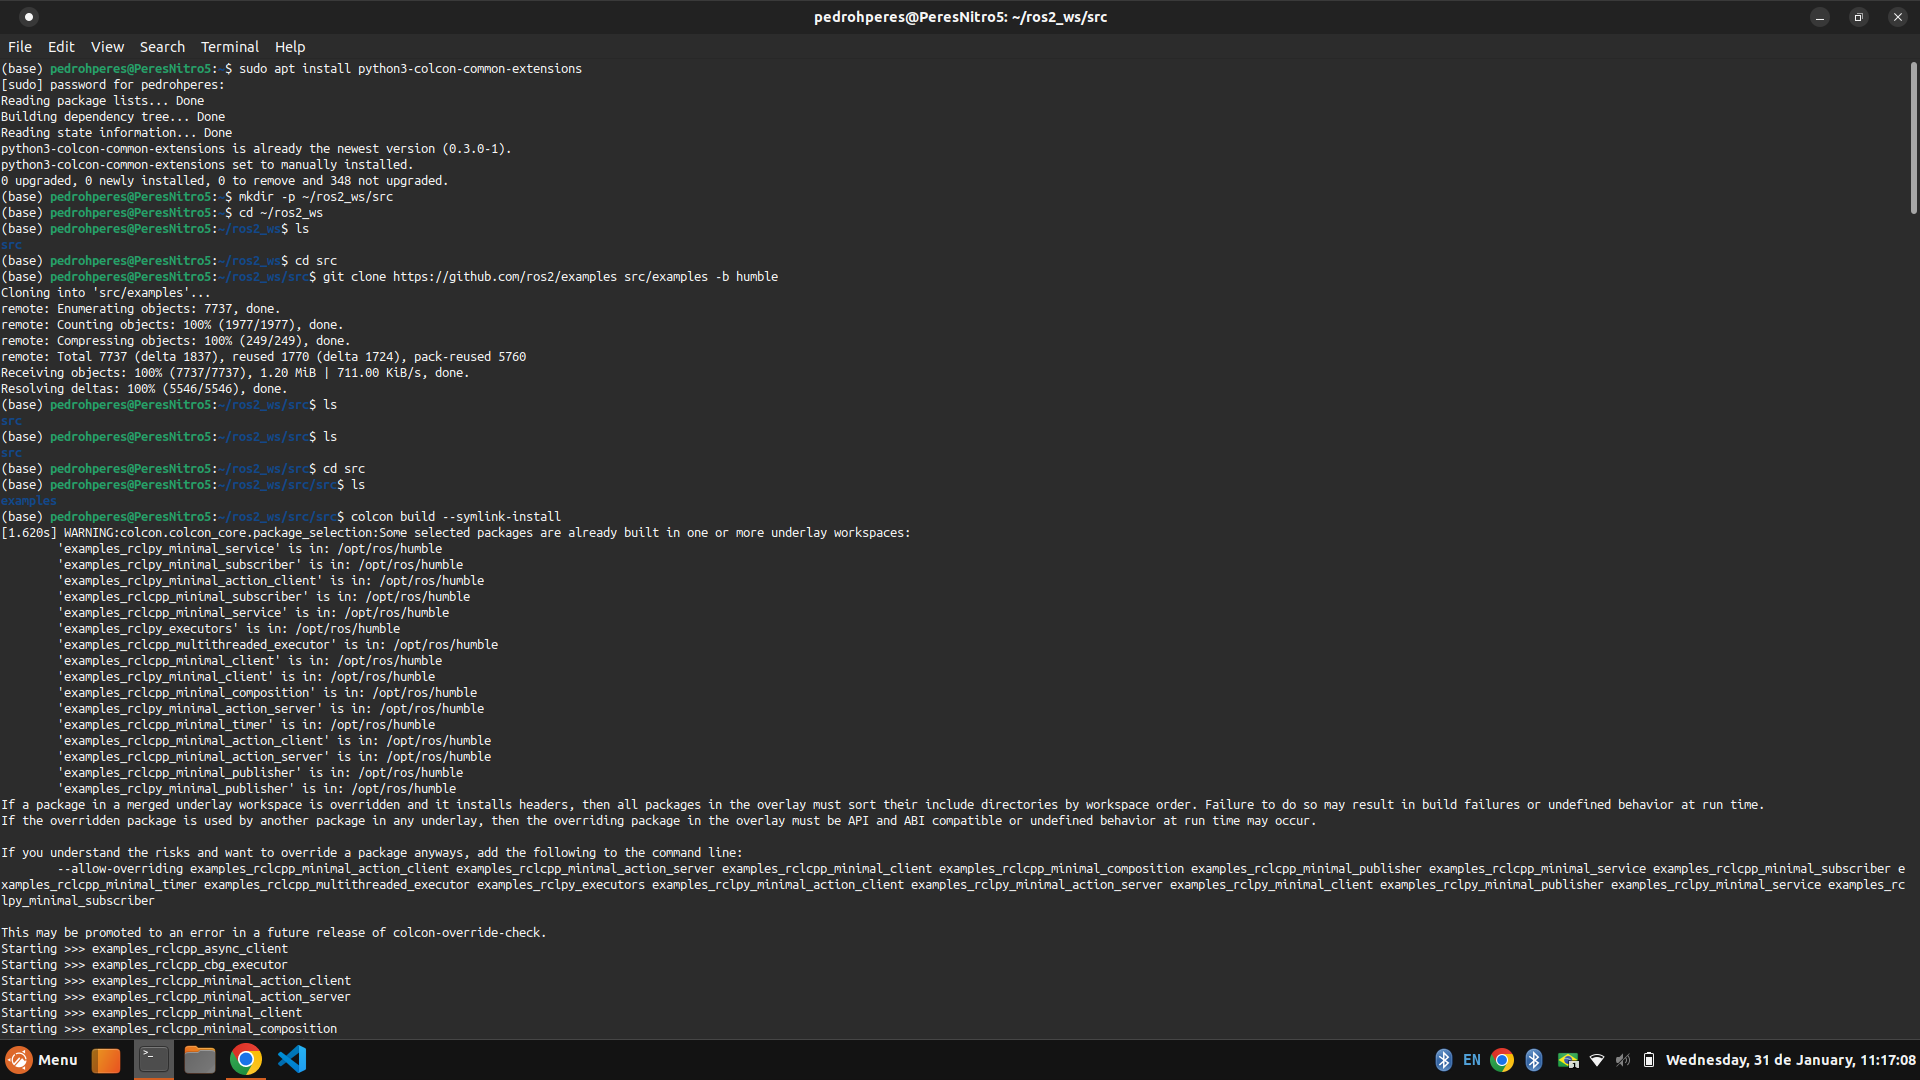 pedrohperes@PeresNitro5: ~/ros2_ws/src
File Edit View Search Terminal Help
(base) pedrohperes@PeresNitro5:~$ sudo apt install python3-colcon-common-extensions
[sudo] password for pedrohperes:
Reading package lists... Done
Building dependency tree... Done
Reading state information... Done
python3-colcon-common-extensions is already the newest version (0.3.0-1).
python3-colcon-common-extensions set to manually installed.
0 upgraded, 0 newly installed, 0 to remove and 348 not upgraded.
(base) pedrohperes@PeresNitro5:~$ mkdir -p ~/ros2_ws/src
(base) pedrohperes@PeresNitro5:~$ cd ~/ros2_ws
(base) pedrohperes@PeresNitro5:~/ros2_ws$ ls
src
(base) pedrohperes@PeresNitro5:~/ros2_ws$ cd src
(base) pedrohperes@PeresNitro5:~/ros2_ws/src$ git clone https://github.com/ros2/examples src/examples -b humble
Cloning into 'src/examples'...
remote: Enumerating objects: 7737, done.
remote: Counting objects: 100% (1977/1977), done.
remote: Compressing objects: 100% (249/249), done.
remote: Total 7737 (delta 1837), reused 1770 (delta 1724), pack-reused 5760
Receiving objects: 100% (7737/7737), 1.20 MiB | 711.00 KiB/s, done.
Resolving deltas: 100% (5546/5546), done.
(base) pedrohperes@PeresNitro5:~/ros2_ws/src$ ls
src
(base) pedrohperes@PeresNitro5:~/ros2_ws/src$ ls
src
(base) pedrohperes@PeresNitro5:~/ros2_ws/src$ cd src
(base) pedrohperes@PeresNitro5:~/ros2_ws/src/src$ ls
examples
(base) pedrohperes@PeresNitro5:~/ros2_ws/src/src$ colcon build --symlink-install
[1.620s] WARNING:colcon.colcon_core.package_selection:Some selected packages are already built in one or more underlay workspaces:
'examples_rclpy_minimal_service' is in: /opt/ros/humble
'examples_rclpy_minimal_subscriber' is in: /opt/ros/humble
'examples_rclpy_minimal_action_client' is in: /opt/ros/humble
'examples_rclcpp_minimal_subscriber' is in: /opt/ros/humble
'examples_rclcpp_minimal_service' is in: /opt/ros/humble
'examples_rclpy_executors' is in: /opt/ros/humble
'examples_rclcpp_multithreaded_executor' is in: /opt/ros/humble
'examples_rclcpp_minimal_client' is in: /opt/ros/humble
'examples_rclpy_minimal_client' is in: /opt/ros/humble
'examples_rclcpp_minimal_composition' is in: /opt/ros/humble
'examples_rclpy_minimal_action_server' is in: /opt/ros/humble
'examples_rclcpp_minimal_timer' is in: /opt/ros/humble
'examples_rclcpp_minimal_action_client' is in: /opt/ros/humble
'examples_rclcpp_minimal_action_server' is in: /opt/ros/humble
'examples_rclcpp_minimal_publisher' is in: /opt/ros/humble
'examples_rclpy_minimal_publisher' is in: /opt/ros/humble
If a package in a merged underlay workspace is overridden and it installs headers, then all packages in the overlay must sort their include directories by workspace order. Failure to do so may result in build failures or undefined behavior at run time.
If the overridden package is used by another package in any underlay, then the overriding package in the overlay must be API and ABI compatible or undefined behavior at run time may occur.
If you understand the risks and want to override a package anyways, add the following to the command line:
--allow-overriding examples_rclcpp_minimal_action_client examples_rclcpp_minimal_action_server examples_rclcpp_minimal_client examples_rclcpp_minimal_composition examples_rclcpp_minimal_publisher examples_rclcpp_minimal_service examples_rclcpp_minimal_subscriber e
xamples_rclcpp_minimal_timer examples_rclcpp_multithreaded_executor examples_rclpy_executors examples_rclpy_minimal_action_client examples_rclpy_minimal_action_server examples_rclpy_minimal_client examples_rclpy_minimal_publisher examples_rclpy_minimal_service examples_rc
lpy_minimal_subscriber
This may be promoted to an error in a future release of colcon-override-check.
Starting >>> examples_rclcpp_async_client
Starting >>> examples_rclcpp_cbg_executor
Starting >>> examples_rclcpp_minimal_action_client
Starting >>> examples_rclcpp_minimal_action_server
Starting >>> examples_rclcpp_minimal_client
Starting >>> examples_rclcpp_minimal_composition
Menu EN Wednesday, 31 de January, 11:17:08